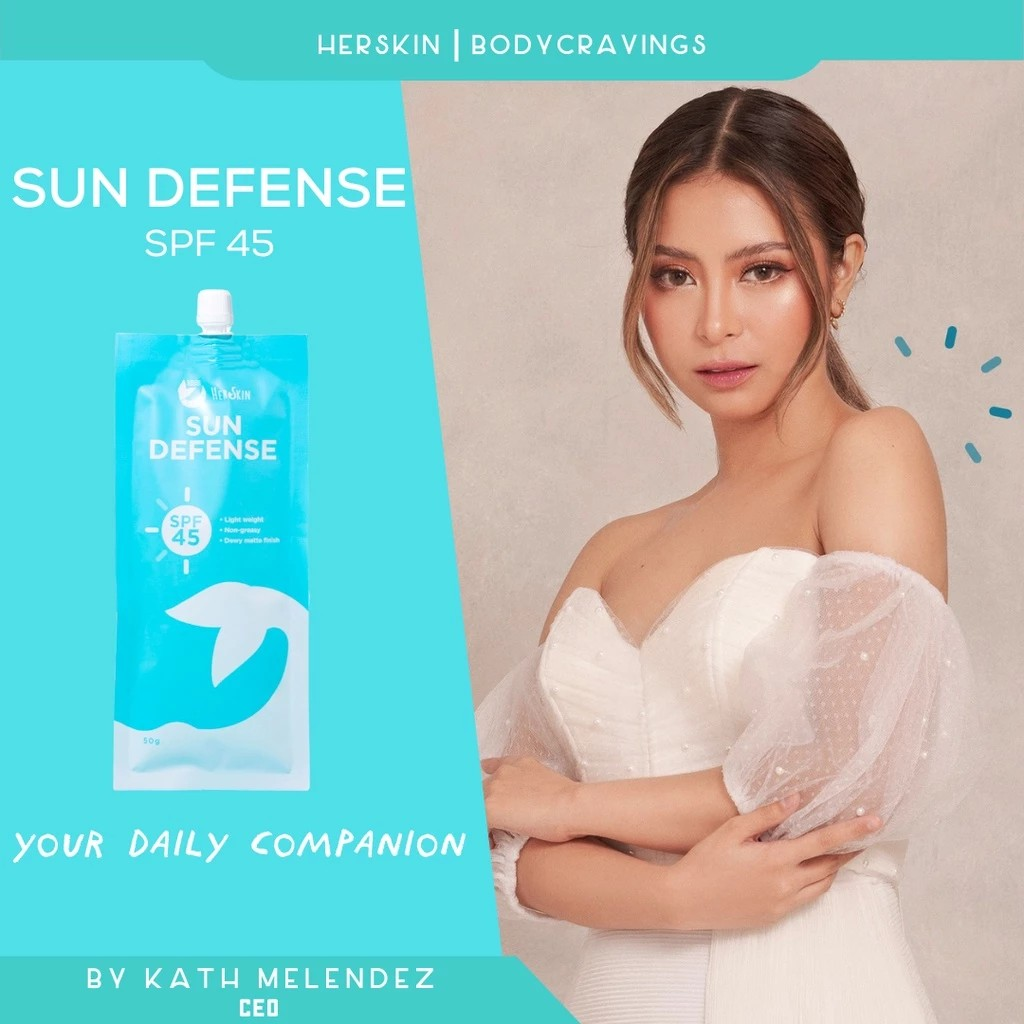 HERSKIN | BODYCRAVINGS
SUN DEFENSE
SPF 45
HERSKIN
SUN
DEFENSE
SPF
45
• Light weight
• Non-greasy
• Dewy matte finish
50g
YOUR DAILY COMPANION
BY KATH MELENDEZ
CEO